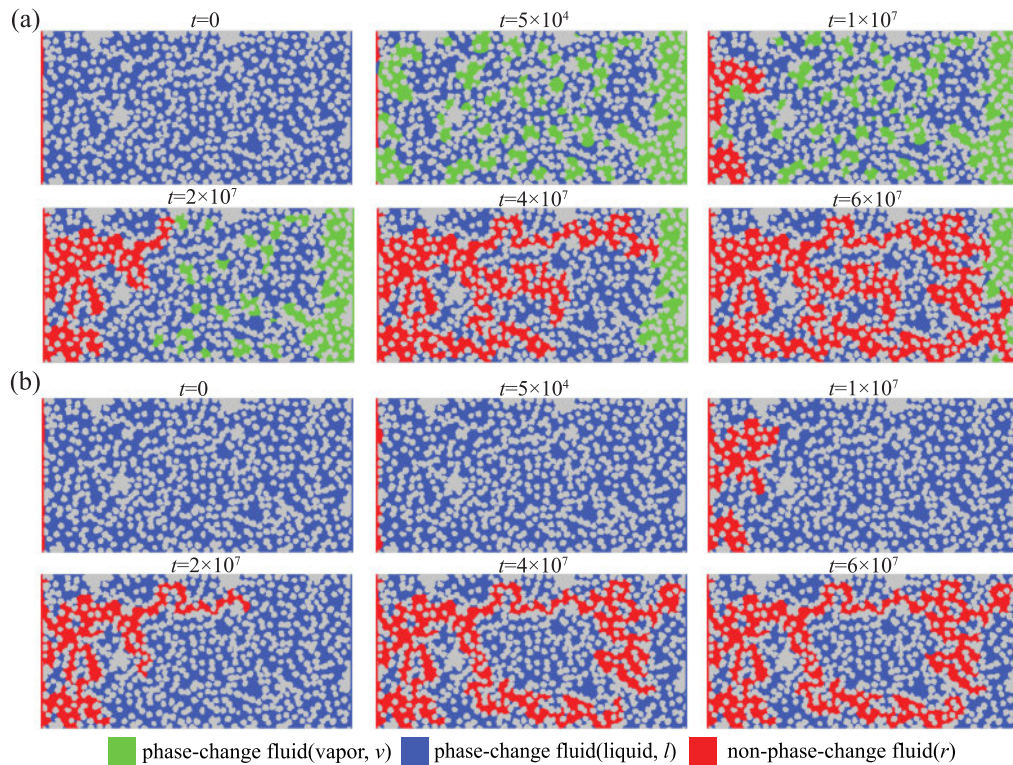 (a)
t=0
t=5×10⁴
t=1×10⁷
t=2×10⁷
t=4×10⁷
t=6×10⁷
(b)
t=0
t=5×10⁴
t=1×10⁷
t=2×10⁷
t=4×10⁷
t=6×10⁷
phase-change fluid(vapor, v) phase-change fluid(liquid, l) non-phase-change fluid(r)